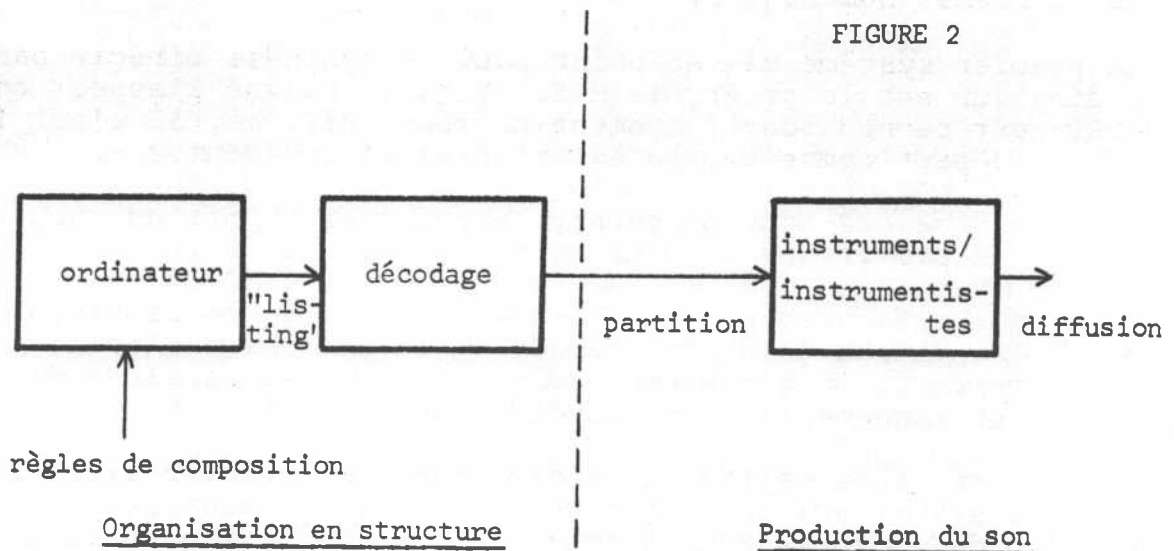 FIGURE 2
ordinateur
"lis-
ting"
décodage
partition
instruments/
instrumentis-
tes
diffusion
règles de composition
Organisation en structure
Production du son